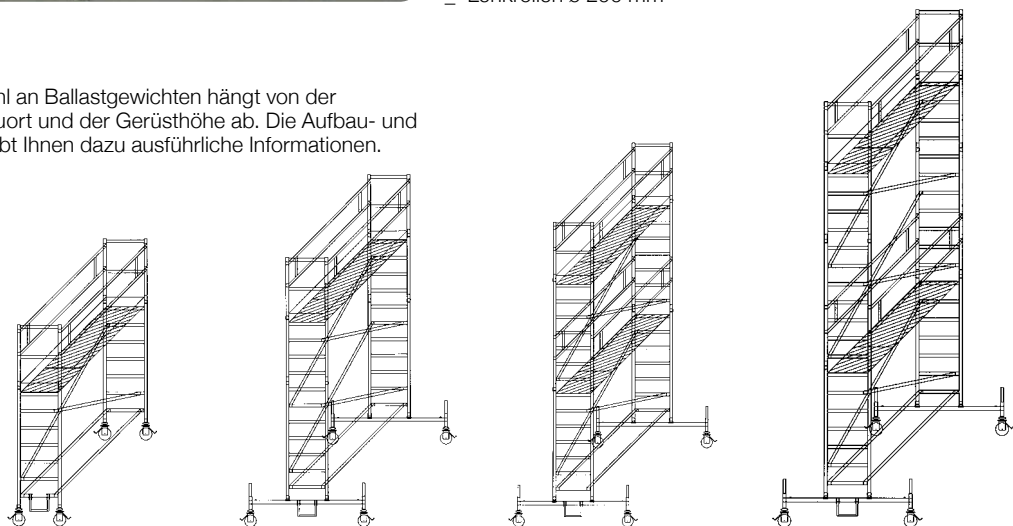 _ Lenkrollen ø 200 mm
hl an Ballastgewichten hängt von der
uort und der Gerüsthöhe ab. Die Aufbau- und
bt Ihnen dazu ausführliche Informationen.